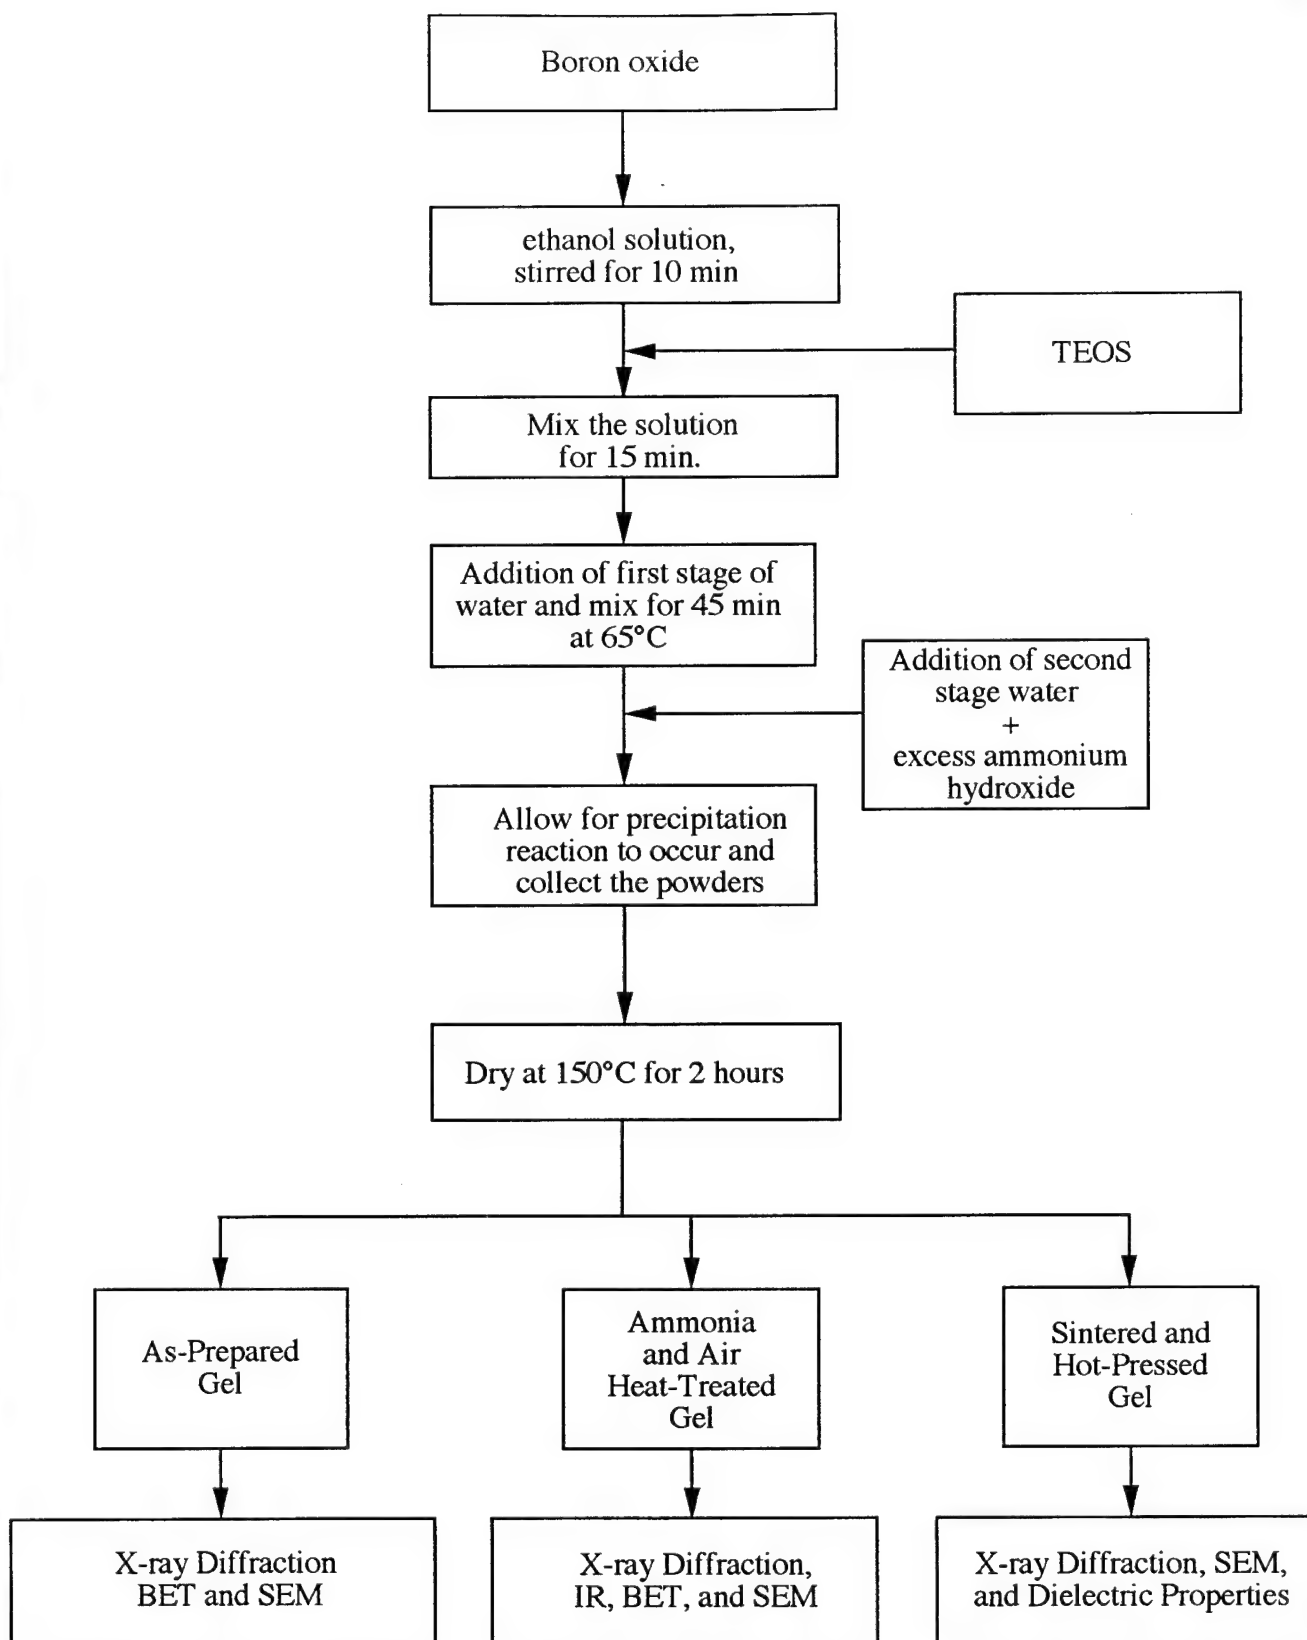 Boron oxide
ethanol solution,
stirred for 10 min
TEOS
Mix the solution
for 15 min.
Addition of first stage of
water and mix for 45 min
at 65°C
Addition of second
stage water
+
excess ammonium
hydroxide
Allow for precipitation
reaction to occur and
collect the powders
Dry at 150°C for 2 hours
As-Prepared
Gel
Ammonia
and Air
Heat-Treated
Gel
Sintered and
Hot-Pressed
Gel
X-ray Diffraction
BET and SEM
X-ray Diffraction,
IR, BET, and SEM
X-ray Diffraction, SEM,
and Dielectric Properties